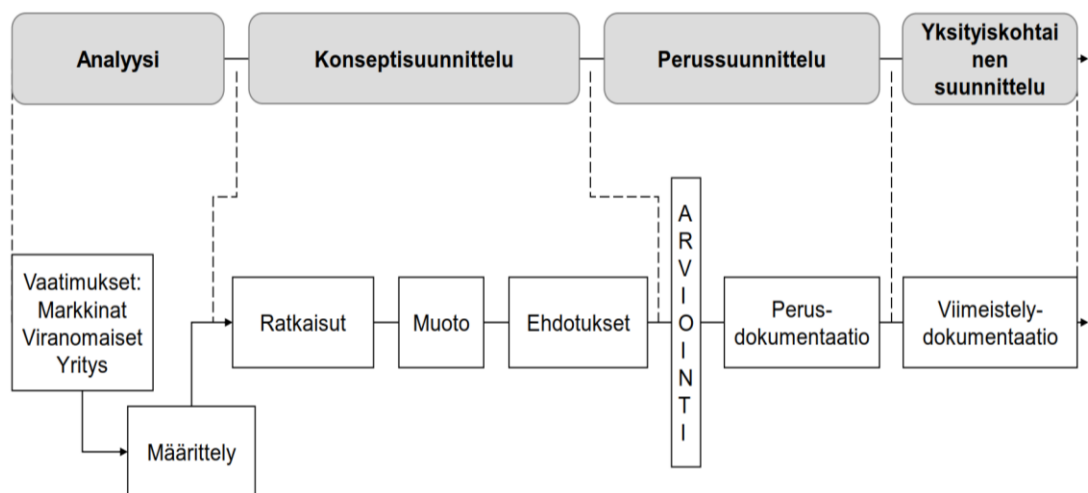 Analyysi
Konseptisuunnittelu
Perussuunnittelu
Yksityiskohtai
nen
suunnittelu
Vaatimukset:
Markkinat
Viranomaiset
Yritys
Määrittely
Ratkaisut
Muoto
Ehdotukset
A
R
V
I
O
I
N
T
I
Perus-
dokumentaatio
Viimeistely-
dokumentaatio